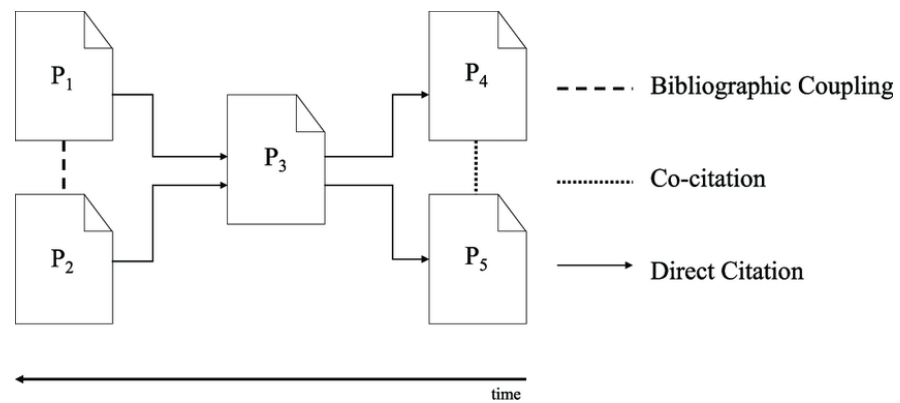 P1
P2
P3
P4
P5
Bibliographic Coupling
Co-citation
Direct Citation
time